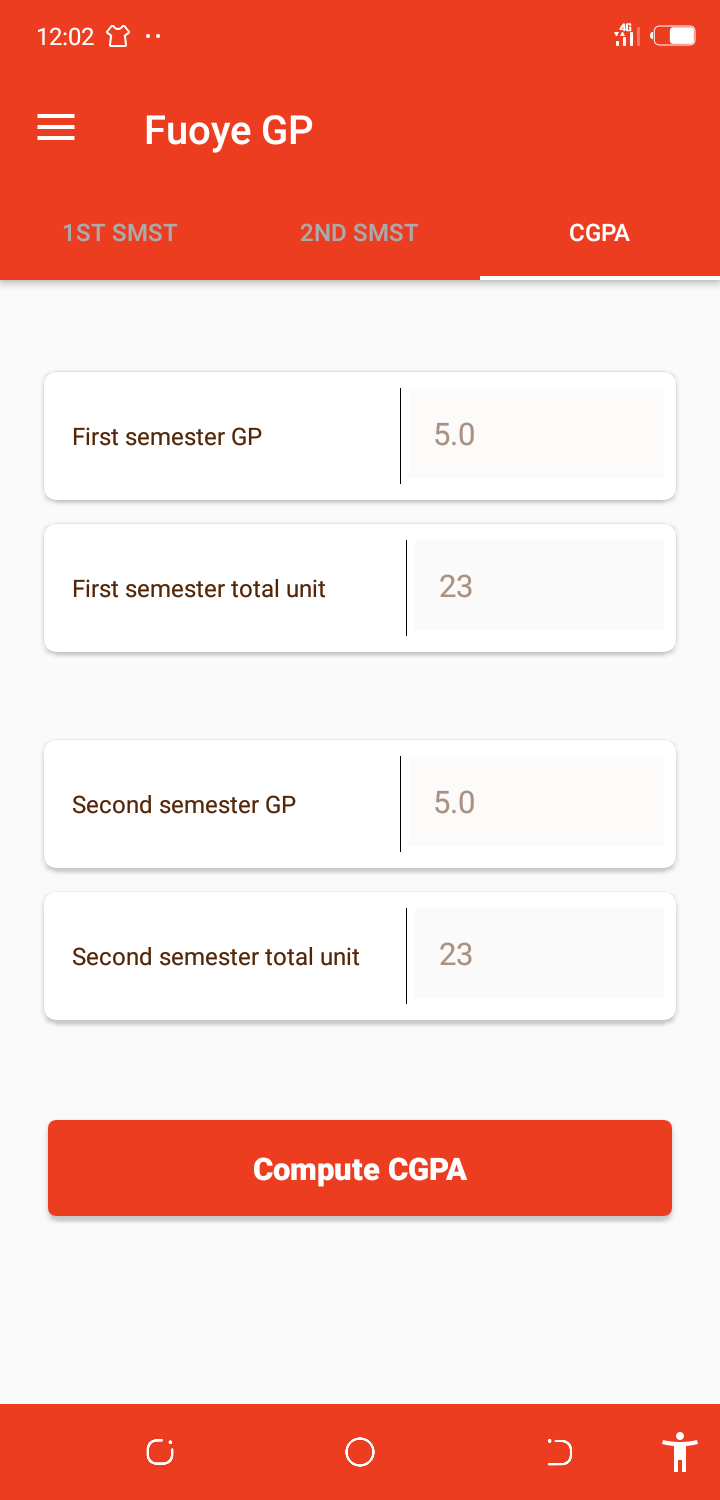 12:02
4G
Fuoye GP
1ST SMST
2ND SMST
CGPA
First semester GP
5.0
First semester total unit
23
Second semester GP
5.0
Second semester total unit
23
Compute CGPA